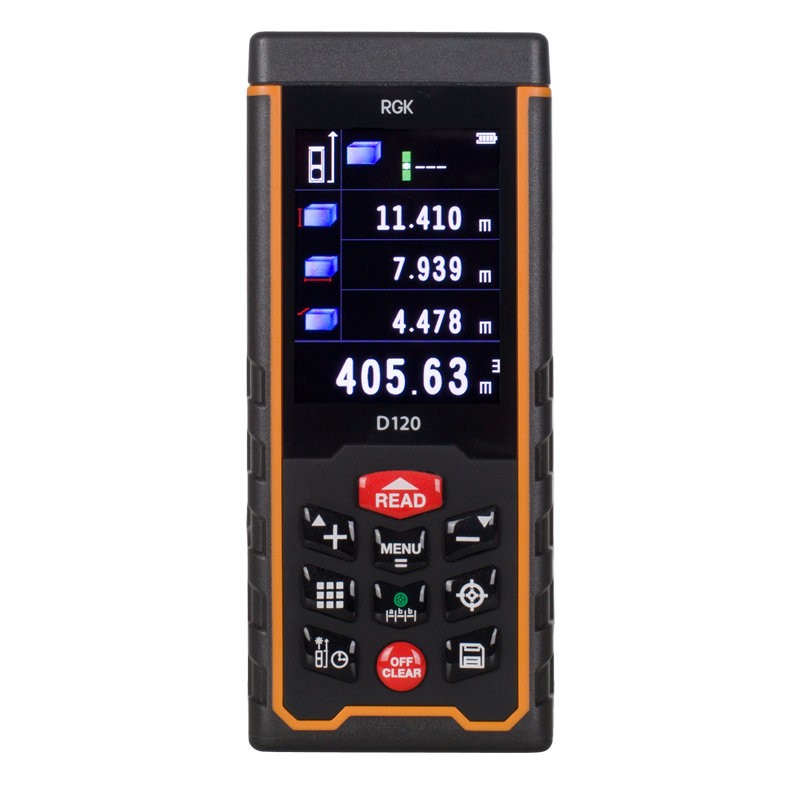 RGK
---
11.410 m
7.939 m
4.478 m
405.63 m³
D120
READ
+
MENU −
=
a b b
OFF
CLEAR